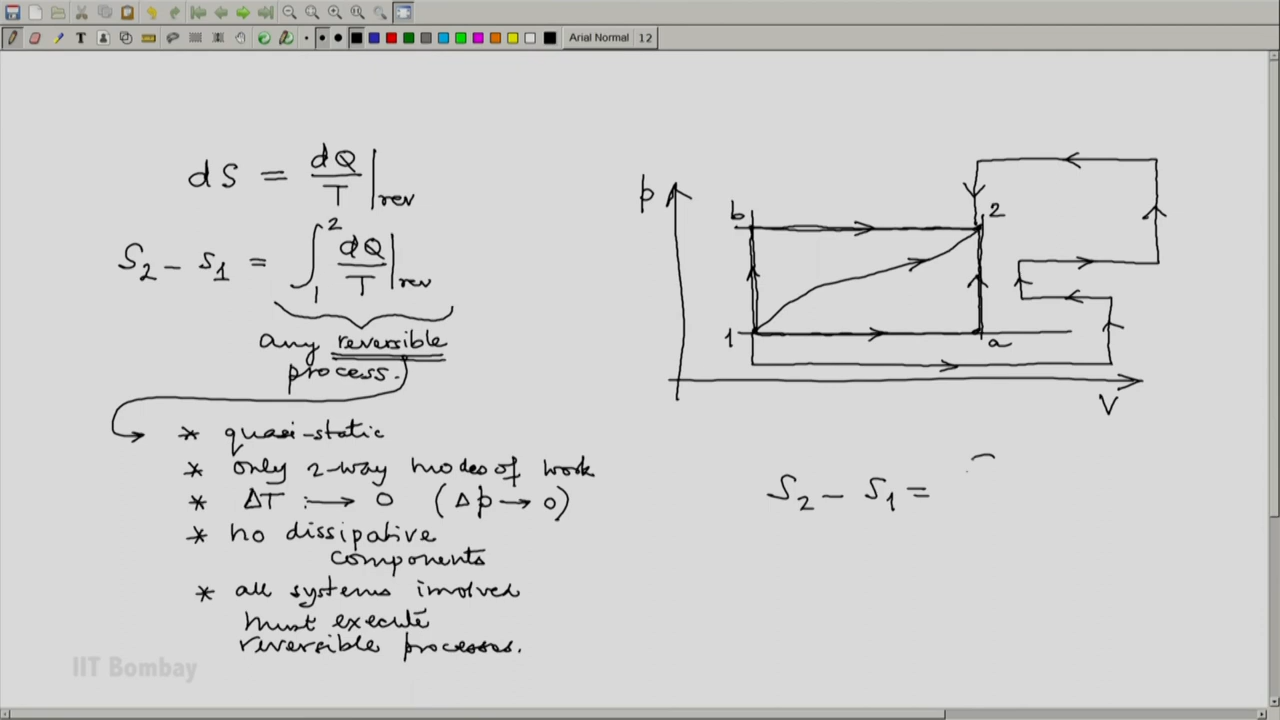 Arial Normal 12
dS = dQ/T |rev
S₂ - S₁ = ∫₁² dQ/T |rev
any reversible
process.
* quasi-static
* only 2-way modes of work
* ΔT :→ 0 (Δp → 0)
* no dissipative
components
* all systems involved
must execute
reversible processes.
p
b
2
1
a
V
S₂ - S₁ =
IIT Bombay